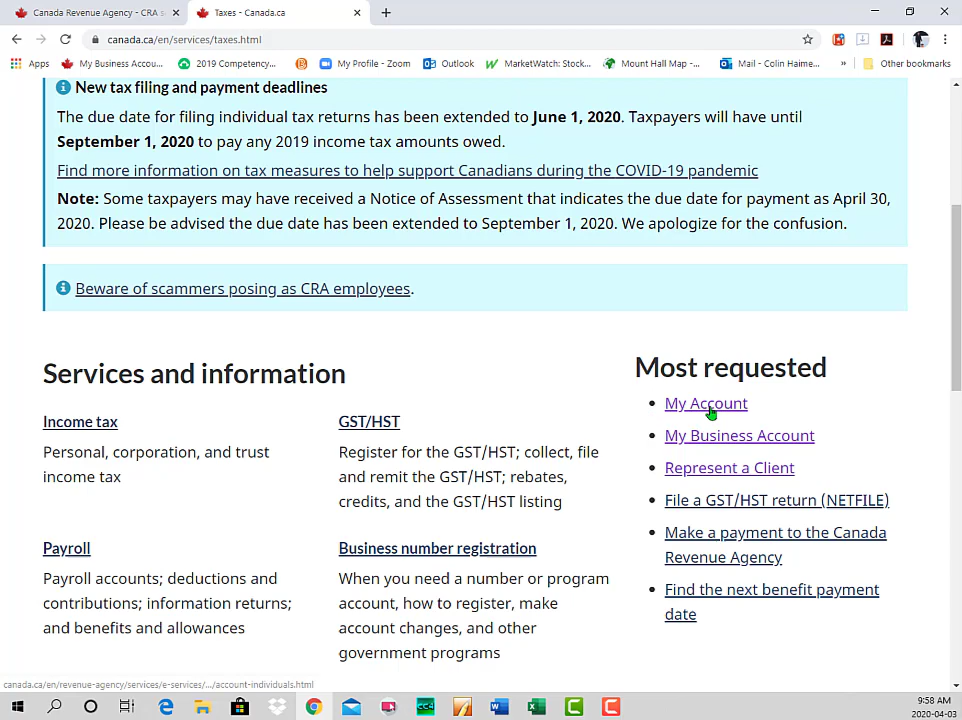 Canada Revenue Agency - CRA s
Taxes - Canada.ca
canada.ca/en/services/taxes.html
Apps
My Business Accou...
2019 Competency...
My Profile - Zoom
Outlook
MarketWatch: Stock...
Mount Hall Map -...
Mail - Colin Haime...
»
Other bookmarks
New tax filing and payment deadlines
The due date for filing individual tax returns has been extended to June 1, 2020. Taxpayers will have until
September 1, 2020 to pay any 2019 income tax amounts owed.
Find more information on tax measures to help support Canadians during the COVID-19 pandemic
Note: Some taxpayers may have received a Notice of Assessment that indicates the due date for payment as April 30,
2020. Please be advised the due date has been extended to September 1, 2020. We apologize for the confusion.
Beware of scammers posing as CRA employees.
Services and information
Income tax
Personal, corporation, and trust
income tax
GST/HST
Register for the GST/HST; collect, file
and remit the GST/HST; rebates,
credits, and the GST/HST listing
Payroll
Payroll accounts; deductions and
contributions; information returns;
and benefits and allowances
Business number registration
When you need a number or program
account, how to register, make
account changes, and other
government programs
Most requested
My Account
My Business Account
Represent a Client
File a GST/HST return (NETFILE)
Make a payment to the Canada
Revenue Agency
Find the next benefit payment
date
canada.ca/en/revenue-agency/services/e-services/.../account-individuals.html
9:58 AM
2020-04-03